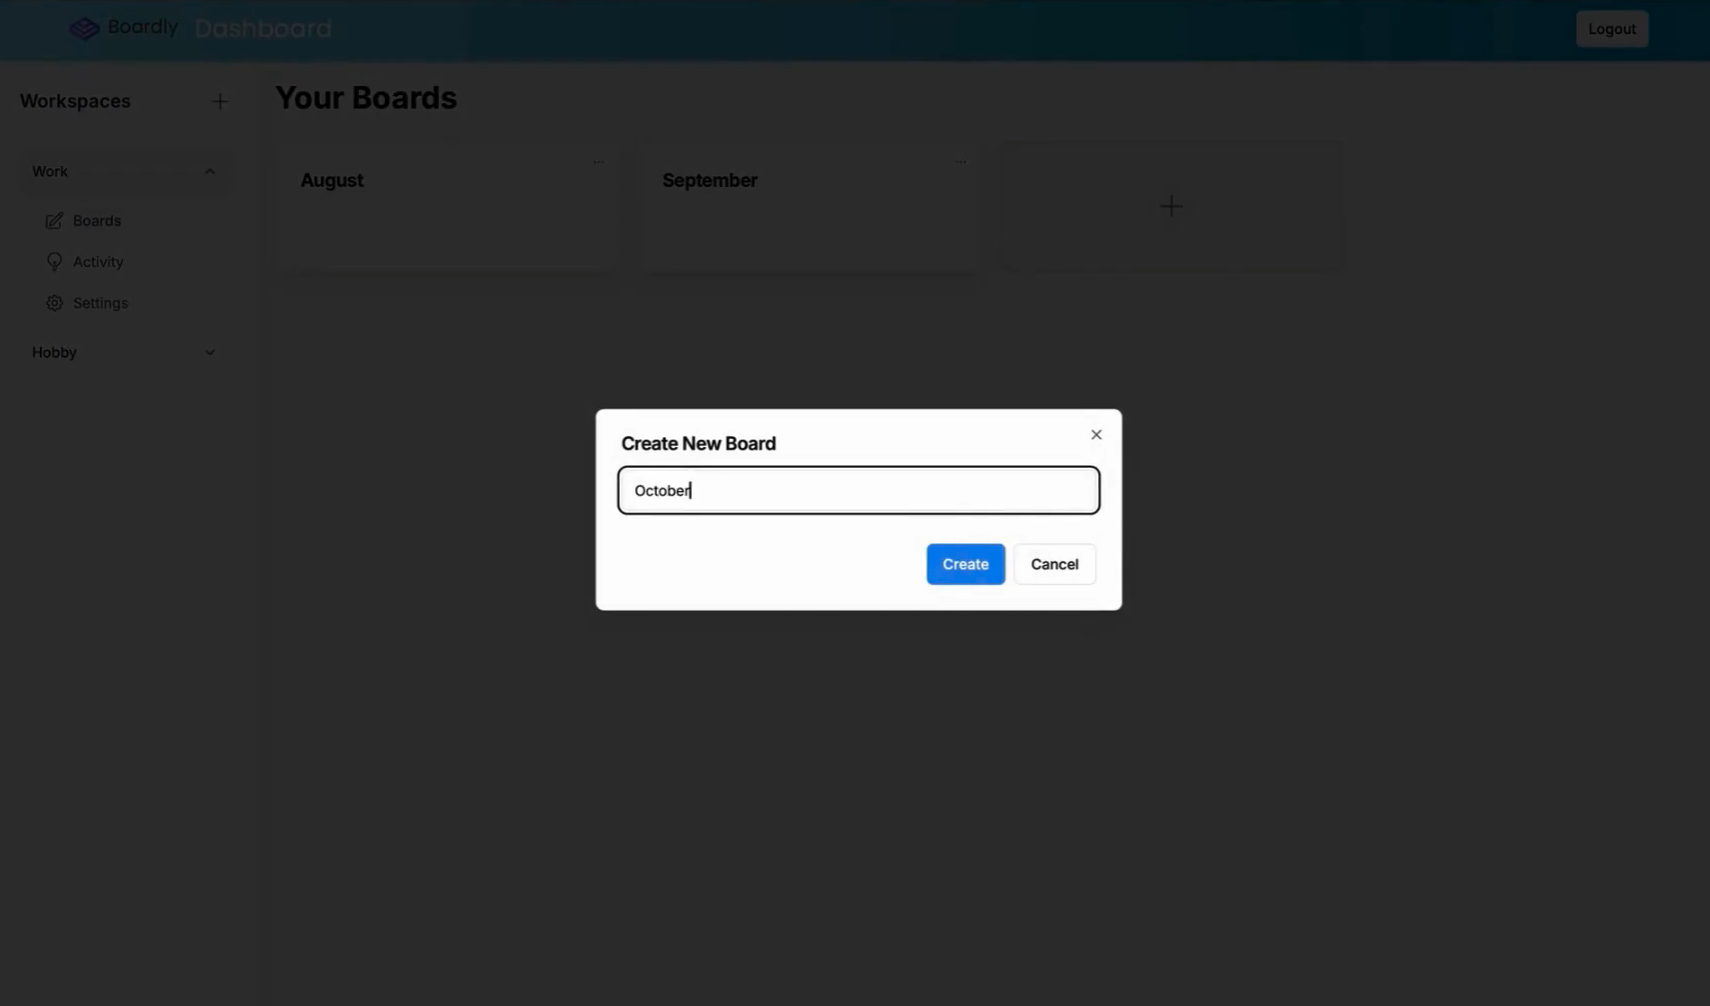 Boardly Dashboard
Logout
Workspaces
Your Boards
Work
August
September
Boards
Activity
Settings
Hobby
Create New Board
October
Create
Cancel